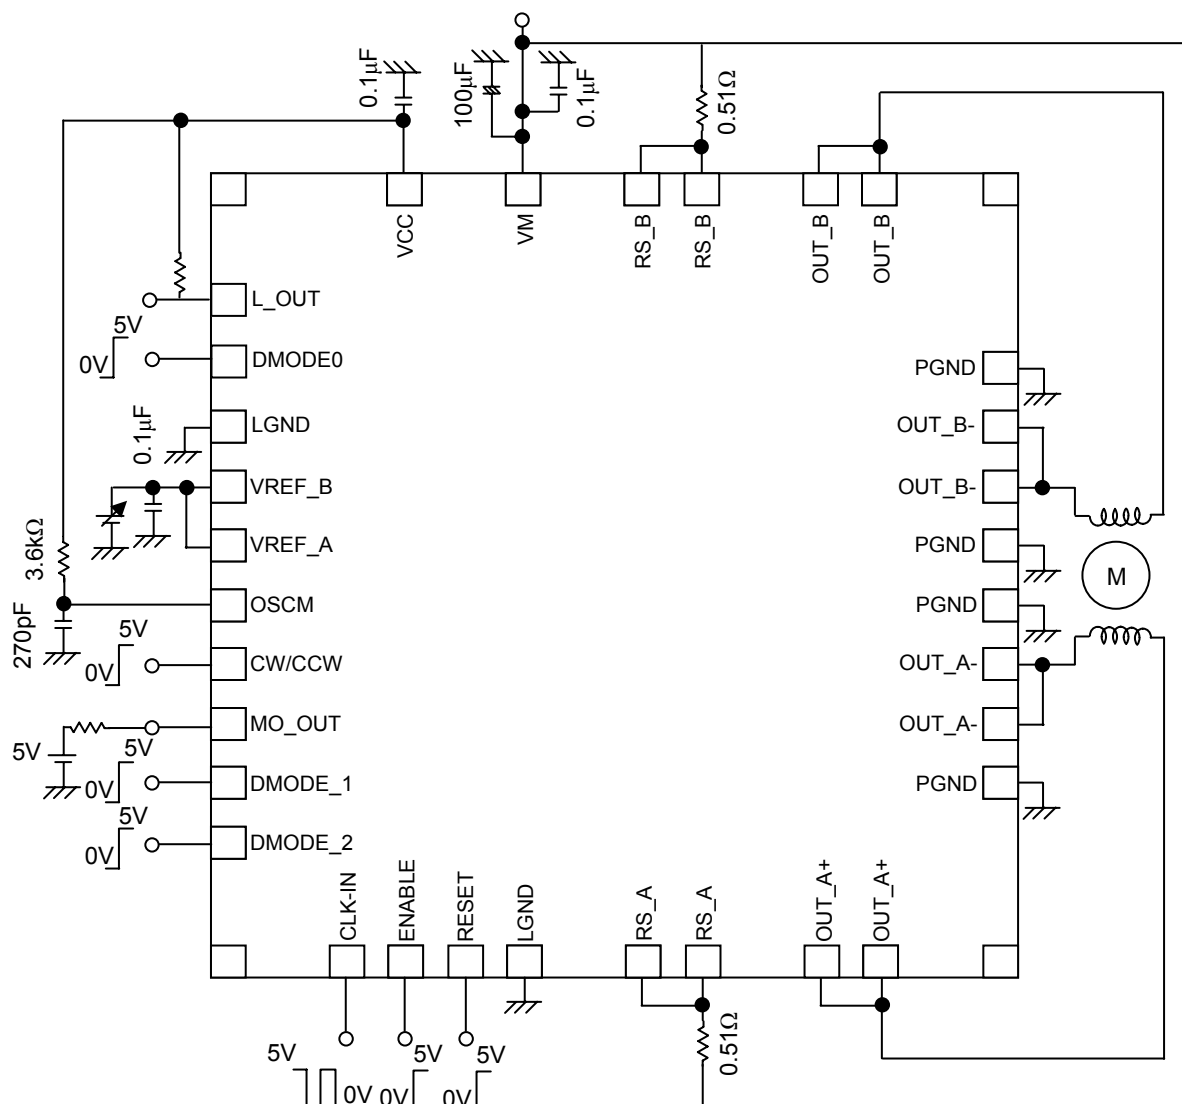 0.1μF
100μF
0.1μF
0.51Ω
VCC
VM
RS_B
RS_B
OUT_B
OUT_B
L_OUT
5V
0V
DMODE0
PGND
0.1μF
LGND
OUT_B-
VREF_B
OUT_B-
3.6kΩ
VREF_A
PGND
M
270pF
OSCM
PGND
5V
0V
CW/CCW
OUT_A-
MO_OUT
OUT_A-
5V
5V
0V
DMODE_1
PGND
5V
0V
DMODE_2
CLK-IN
ENABLE
RESET
LGND
RS_A
RS_A
OUT_A+
OUT_A+
0.51Ω
5V
5V
5V
0V
0V
0V